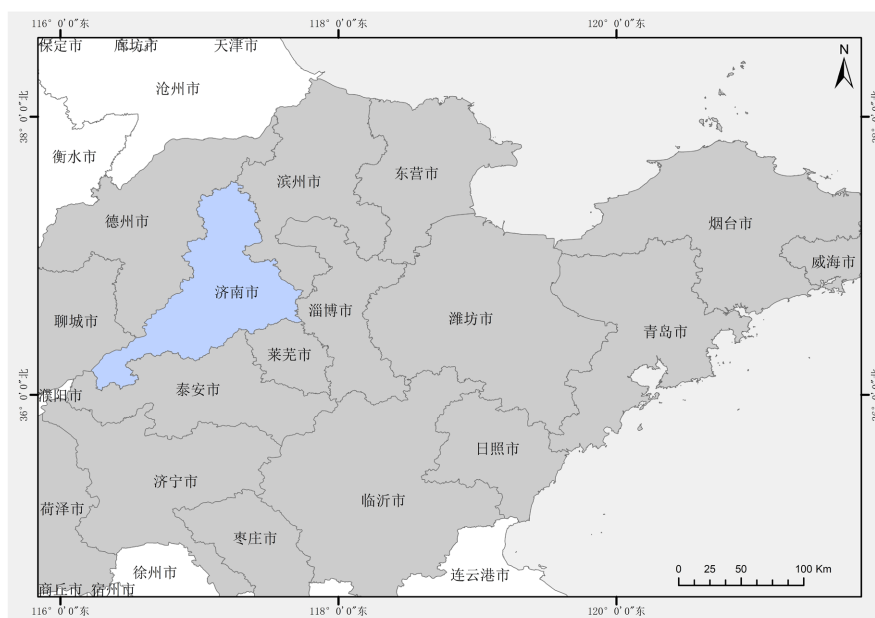 116° 0′0″东
118° 0′0″东
120° 0′0″东
保定市
廊坊市
天津市
N
沧州市
38° 0′0″北
衡水市
滨州市
东营市
德州市
烟台市
威海市
济南市
聊城市
淄博市
潍坊市
青岛市
莱芜市
泰安市
濮阳市
36° 0′0″北
日照市
济宁市
荷泽市
临沂市
枣庄市
徐州市
连云港市
商丘市
宿州市
0 25 50 100 Km
116° 0′0″东
118° 0′0″东
120° 0′0″东